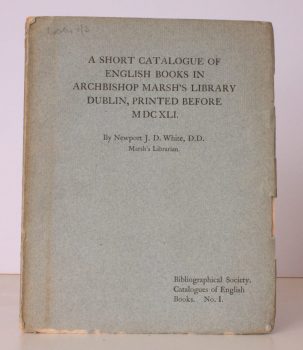 A SHORT CATALOGUE OF
ENGLISH BOOKS IN
ARCHBISHOP MARSH'S LIBRARY
DUBLIN, PRINTED BEFORE
MDCXLI.
By Newport J. D. White, D.D.
Marsh's Librarian.
Bibliographical Society.
Catalogues of English
Books. No. I.